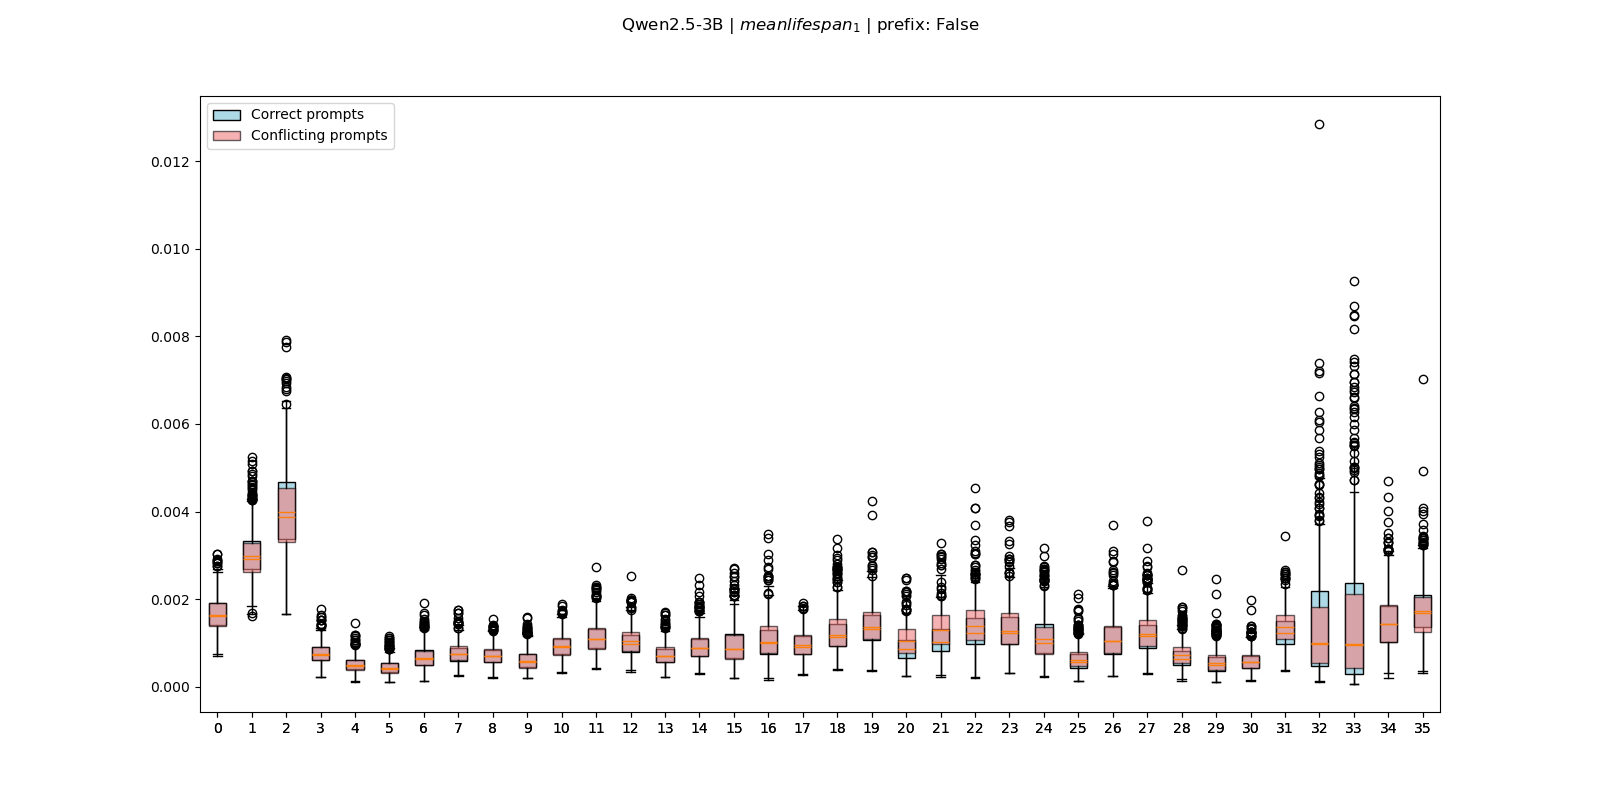 Qwen2.5-3B | meanlifespan₁ | prefix: False
Correct prompts
Conflicting prompts
0.012
0.010
0.008
0.006
0.004
0.002
0.000
0 1 2 3 4 5 6 7 8 9 10 11 12 13 14 15 16 17 18 19 20 21 22 23 24 25 26 27 28 29 30 31 32 33 34 35